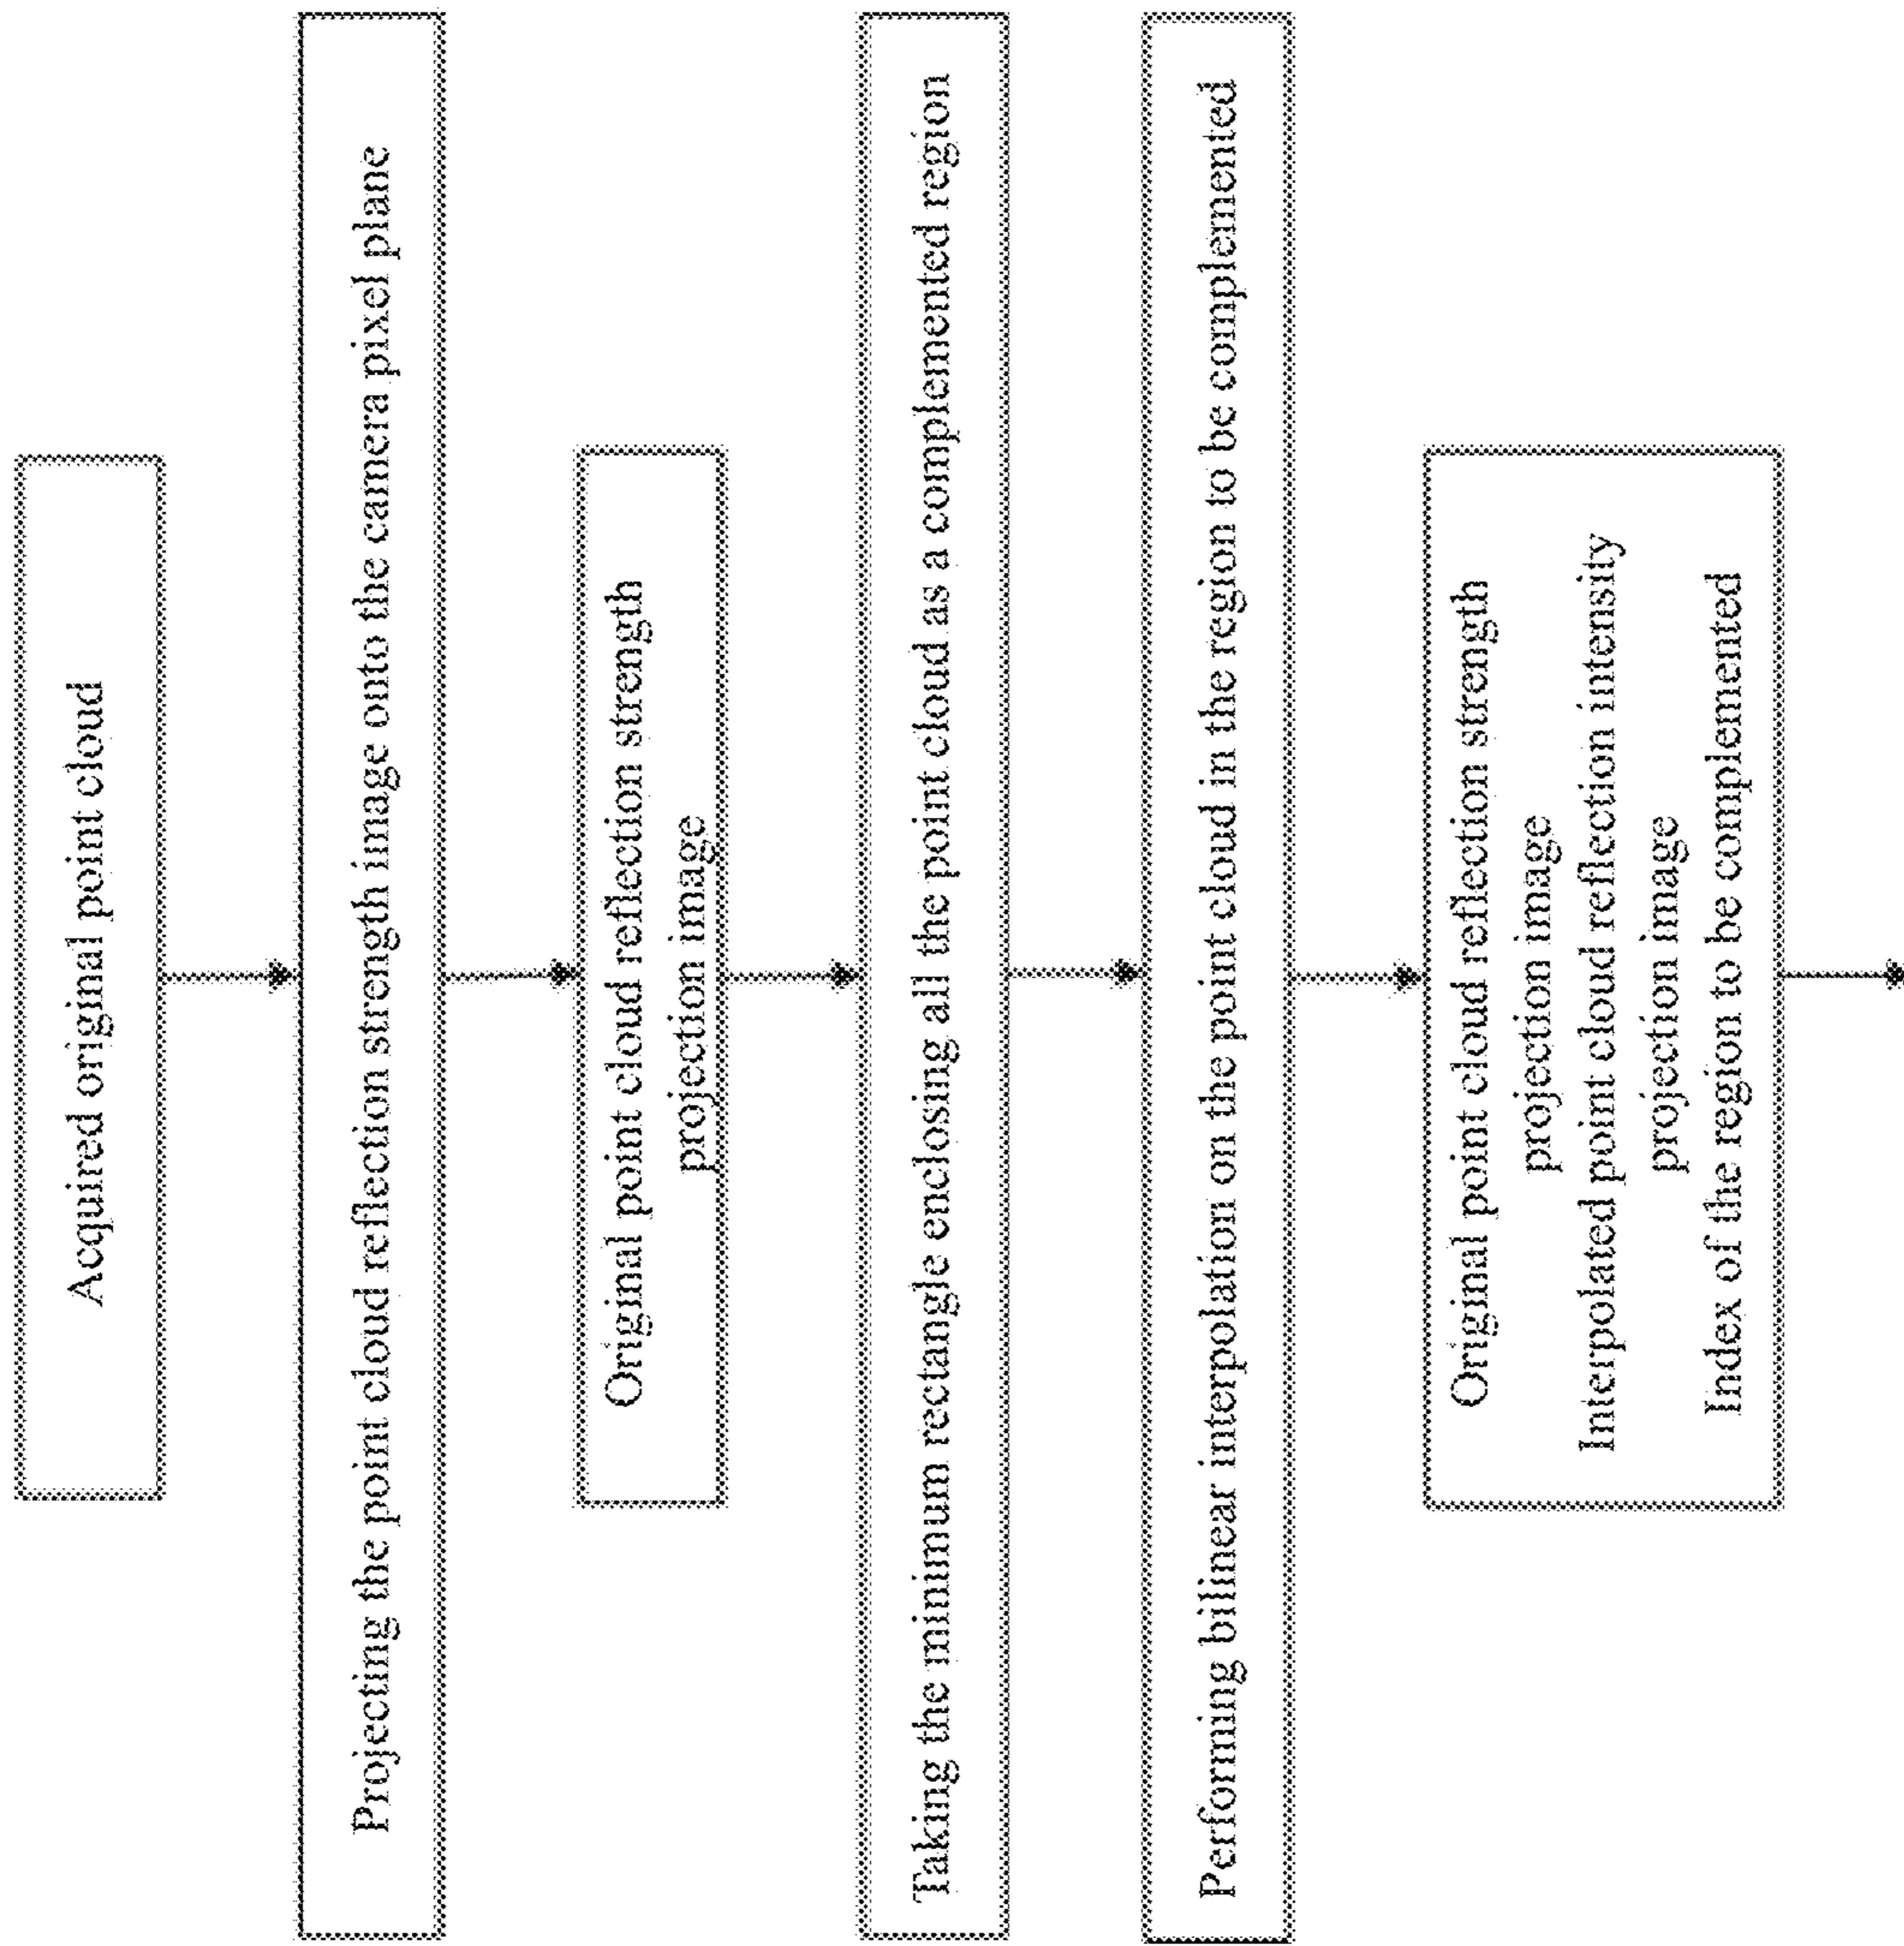 Acquired original point cloud
Projecting the point cloud reflection strength image onto the camera pixel plane
Original point cloud reflection strength
projection image
Taking the minimum rectangle enclosing all the point cloud as a complemented region
Performing bilinear interpolation on the point cloud in the region to be complemented
Original point cloud reflection strength
projection image
Interpolated point cloud reflection intensity
projection image
Index of the region to be complemented